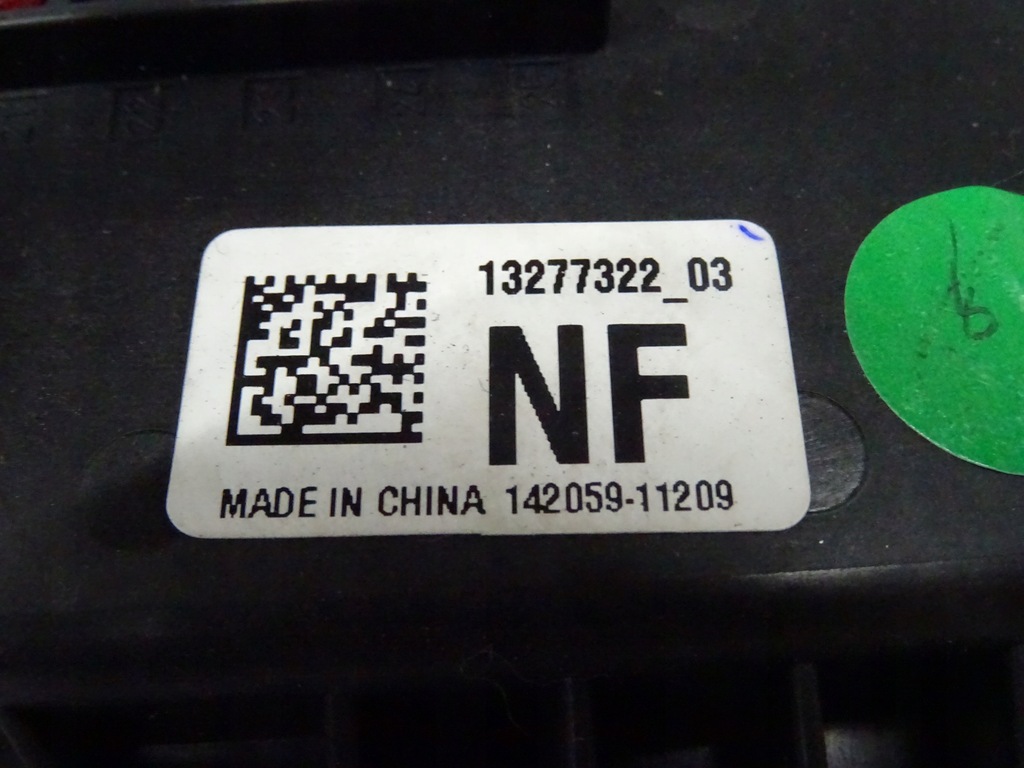 13277322_03
NF
MADE IN CHINA 142059-11209